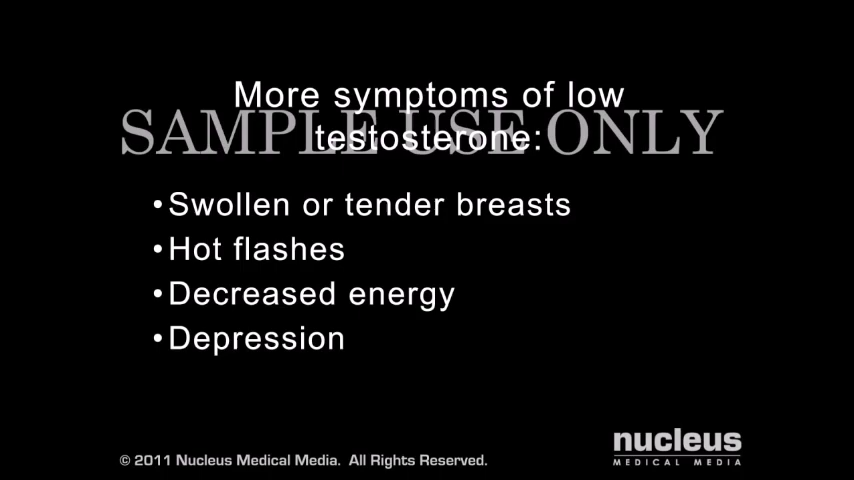 More symptoms of low
SAMPLE USE ONLY
testosterone:
•Swollen or tender breasts
•Hot flashes
•Decreased energy
•Depression
nucleus
MEDICAL MEDIA
© 2011 Nucleus Medical Media. All Rights Reserved.